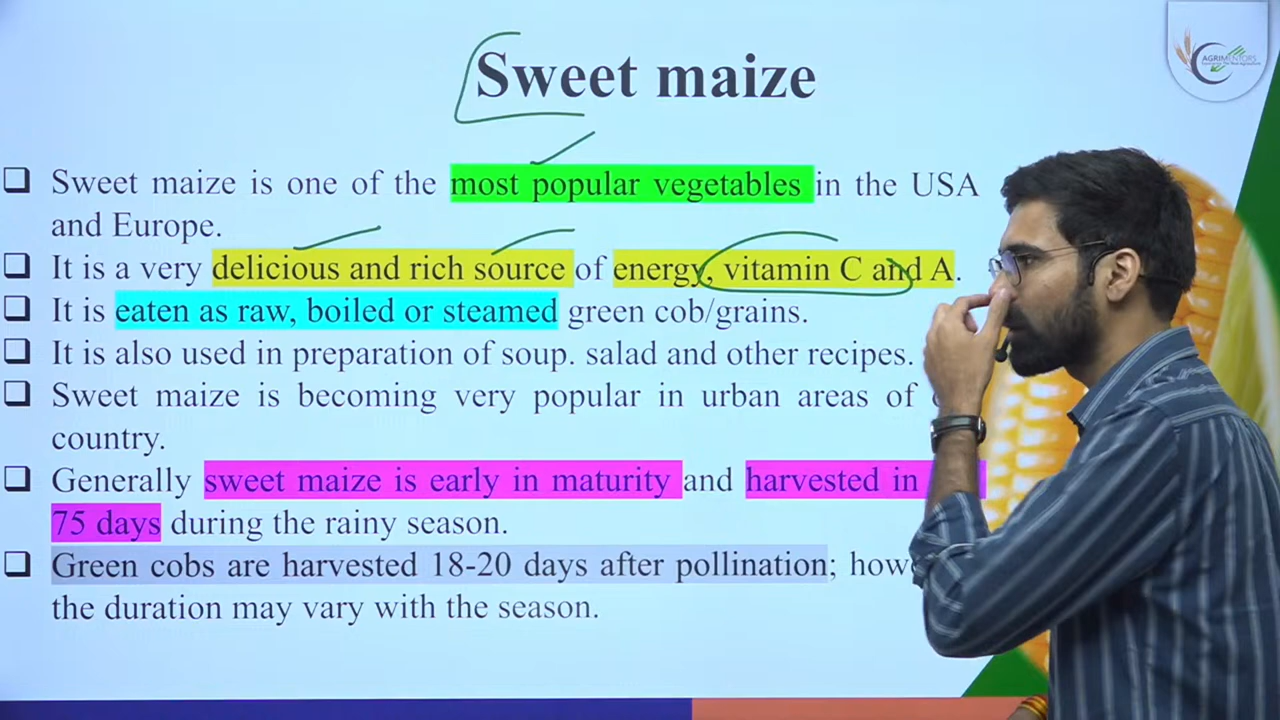 Sweet maize
AGRIMENTORS
Sweet maize is one of the most popular vegetables in the USA
and Europe.
It is a very delicious and rich source of energy, vitamin C and A.
It is eaten as raw, boiled or steamed green cob/grains.
It is also used in preparation of soup. salad and other recipes.
Sweet maize is becoming very popular in urban areas of
country.
Generally sweet maize is early in maturity and harvested in
75 days during the rainy season.
Green cobs are harvested 18-20 days after pollination;
the duration may vary with the season.